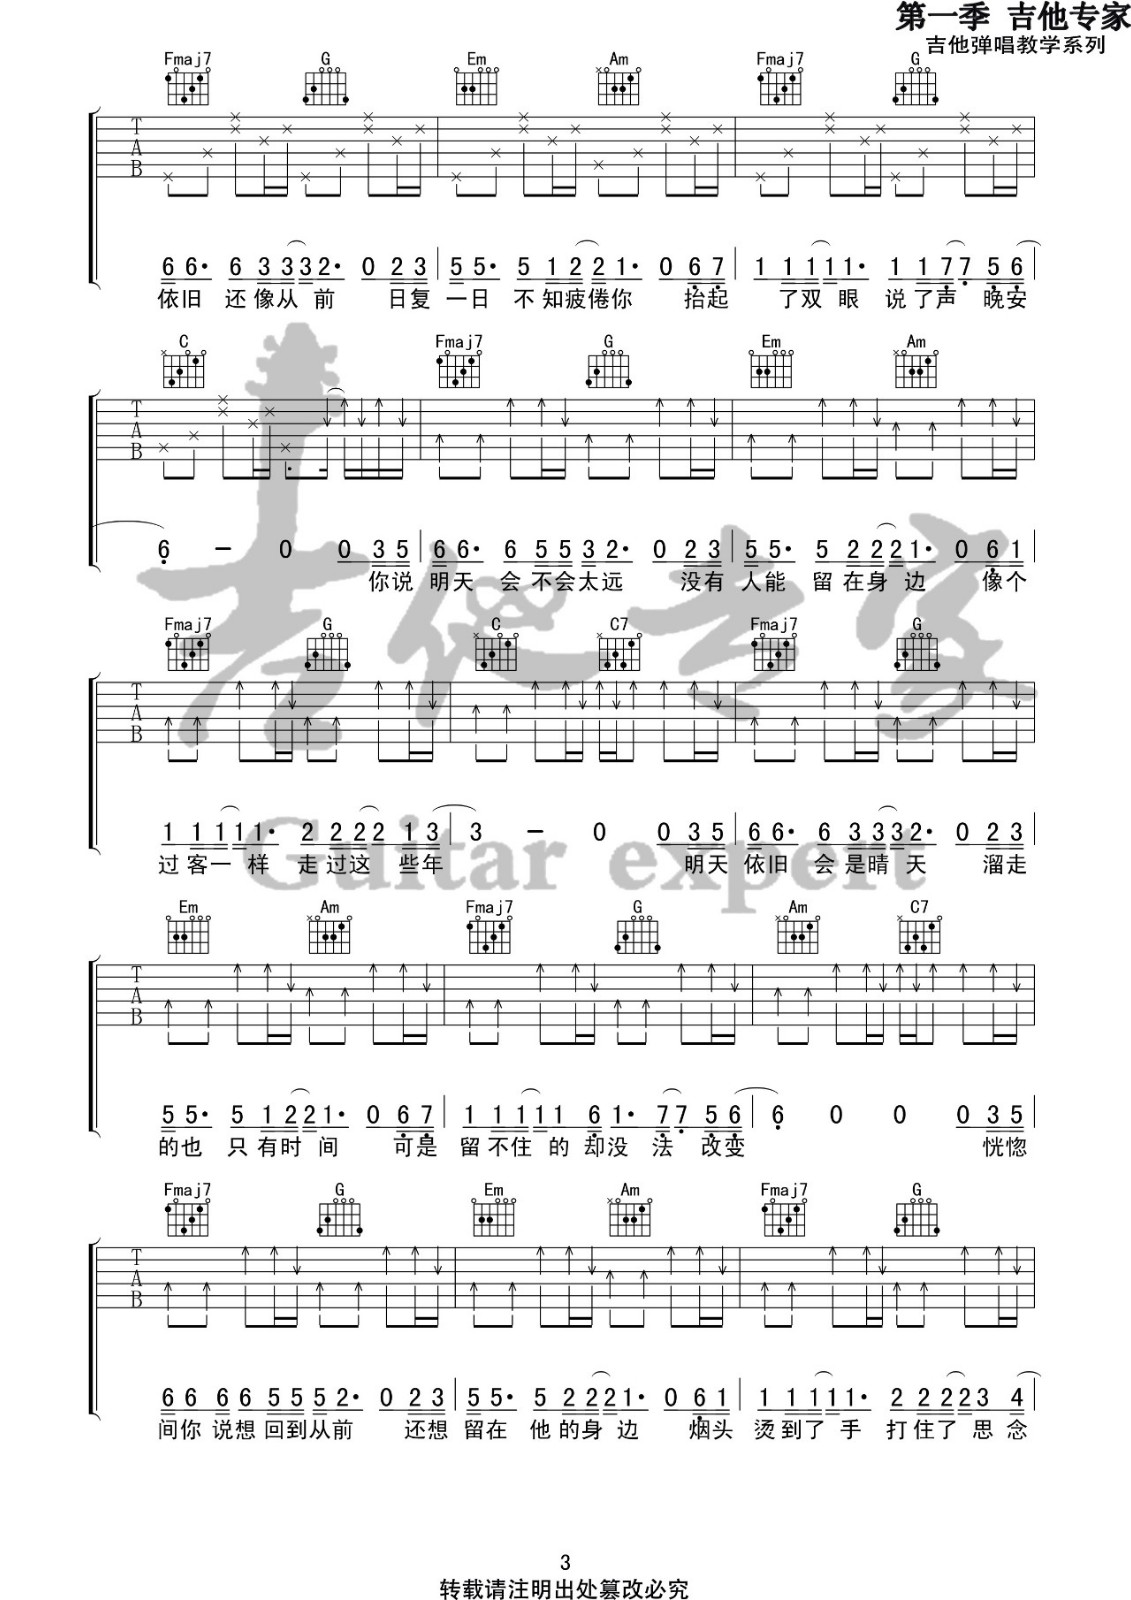 第一季 吉他专家
吉他弹唱教学系列
Fmaj7 G Em Am Fmaj7 G
T
A
B
6 6· 6 3 3 3 2· 0 2 3 5 5· 5 1 2 2 1· 0 6 7 1 1 1 1 1· 1 1 7 7 5 6
依旧 还像从 前 日复 一日 不知疲倦你 抬起 了双 眼 说了声 晚安
C Fmaj7 G Em Am
T
A
B
6 — 0 0 3 5 6 6· 6 5 5 3 2· 0 2 3 5 5· 5 2 2 2 1· 0 6 1
你说 明天 会 不会太远 没有 人能 留在身 边 像个
Fmaj7 G C C7 Fmaj7 G
T
A
B
1 1 1 1 1· 2 2 2 2 1 3 3 — 0 0 3 5 6 6· 6 3 3 3 2· 0 2 3
过客一 样 走过这 些年 明天 依旧 会是晴 天 溜走
Em Am Fmaj7 G Am C7
T
A
B
5 5· 5 1 2 2 1· 0 6 7 1 1 1 1 1 6 1· 7 7· 5 6 6 0 0 0 3 5
的也 只有时 间 可是 留不住 的 却没 法 改变 恍惚
Fmaj7 G Em Am Fmaj7 G
T
A
B
6 6 6 6 5 5 5 2· 0 2 3 5 5· 5 2 2 2 1· 0 6 1 1 1 1 1 1· 2 2 2 2 3 4
间你 说想 回到从前 还想 留在 他的身 边 烟头 烫到了 手 打住了 思 念
吉他专家
Guitar expert
3
转载请注明出处篡改必究